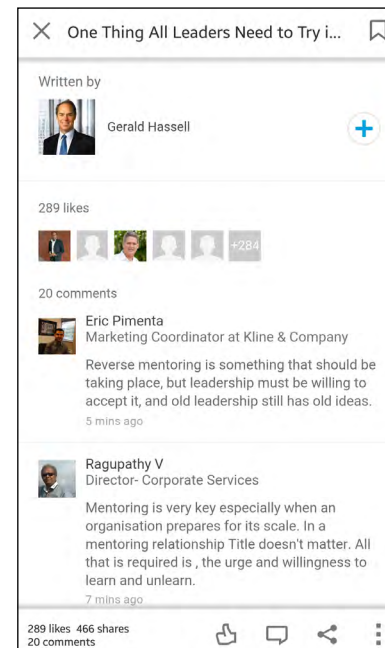 One Thing All Leaders Need to Try i...
Written by
Gerald Hassell
289 likes
+284
20 comments
Eric Pimenta
Marketing Coordinator at Kline & Company
Reverse mentoring is something that should be
taking place, but leadership must be willing to
accept it, and old leadership still has old ideas.
5 mins ago
Ragupathy V
Director- Corporate Services
Mentoring is very key especially when an
organisation prepares for its scale. In a
mentoring relationship Title doesn't matter. All
that is required is , the urge and willingness to
learn and unlearn.
7 mins ago
289 likes 466 shares
20 comments